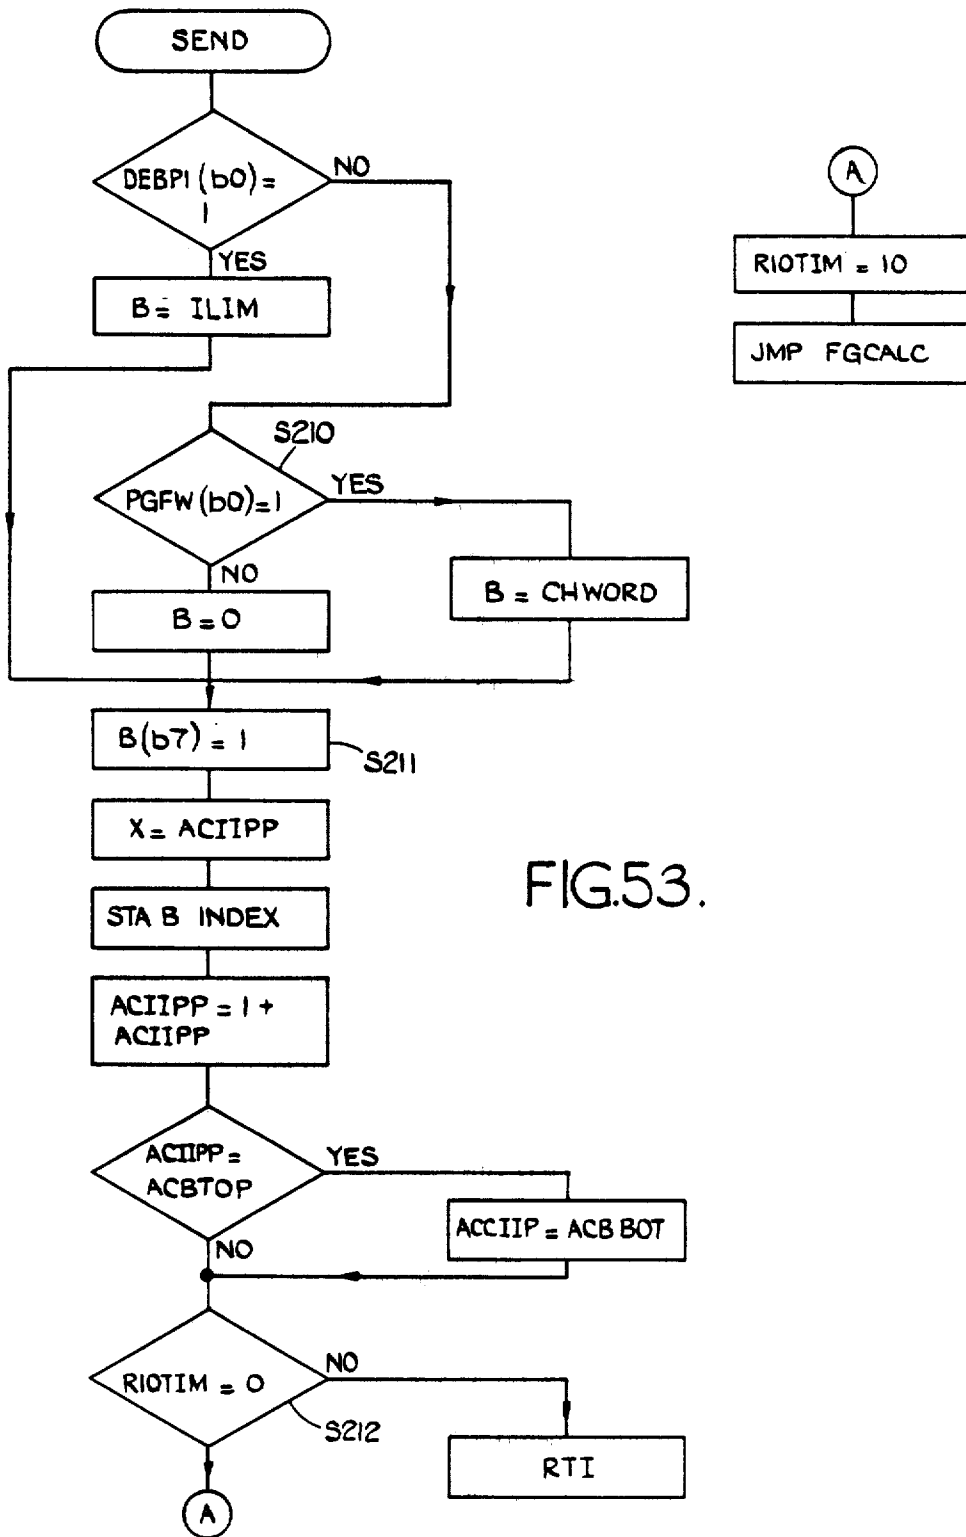 SEND
DEBPI (b0) =
1
NO
YES
B = ILIM
A
RIOTIM = 10
JMP FGCALC
S210
PGFW (b0) = 1
YES
NO
B = 0
B = CHWORD
B (b7) = 1
S211
X = ACIIPP
STA B INDEX
ACIIPP = 1 +
ACIIPP
FIG.53.
ACIIPP =
ACBTOP
YES
NO
ACCIIP = ACB BOT
RIOTIM = 0
NO
S212
RTI
A